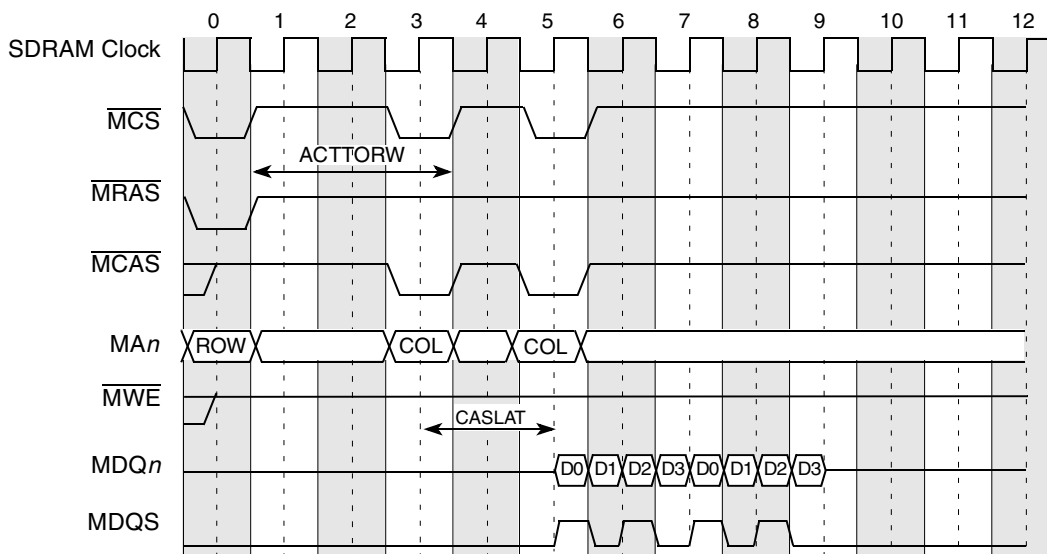 0 1 2 3 4 5 6 7 8 9 10 11 12
SDRAM Clock
MCS
ACTTORW
MRAS
MCAS
MAn ROW COL COL
MWE
CASLAT
MDQn D0 D1 D2 D3 D0 D1 D2 D3
MDQS